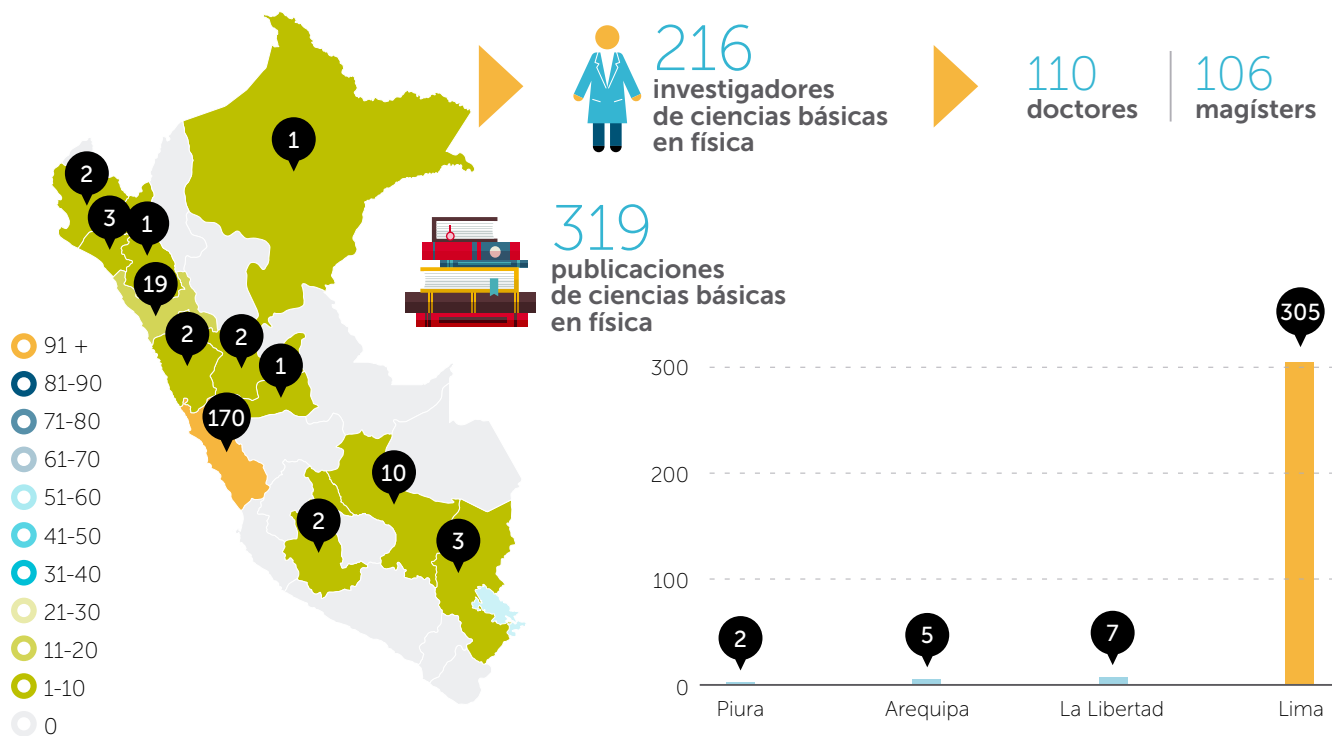 216
investigadores
de ciencias básicas
en física
110
doctores
106
magísters
319
publicaciones
de ciencias básicas
en física
1
2
3
1
19
2
2
1
170
10
2
3
91 +
81-90
71-80
61-70
51-60
41-50
31-40
21-30
11-20
1-10
0
300
200
100
0
2
5
7
305
Piura
Arequipa
La Libertad
Lima